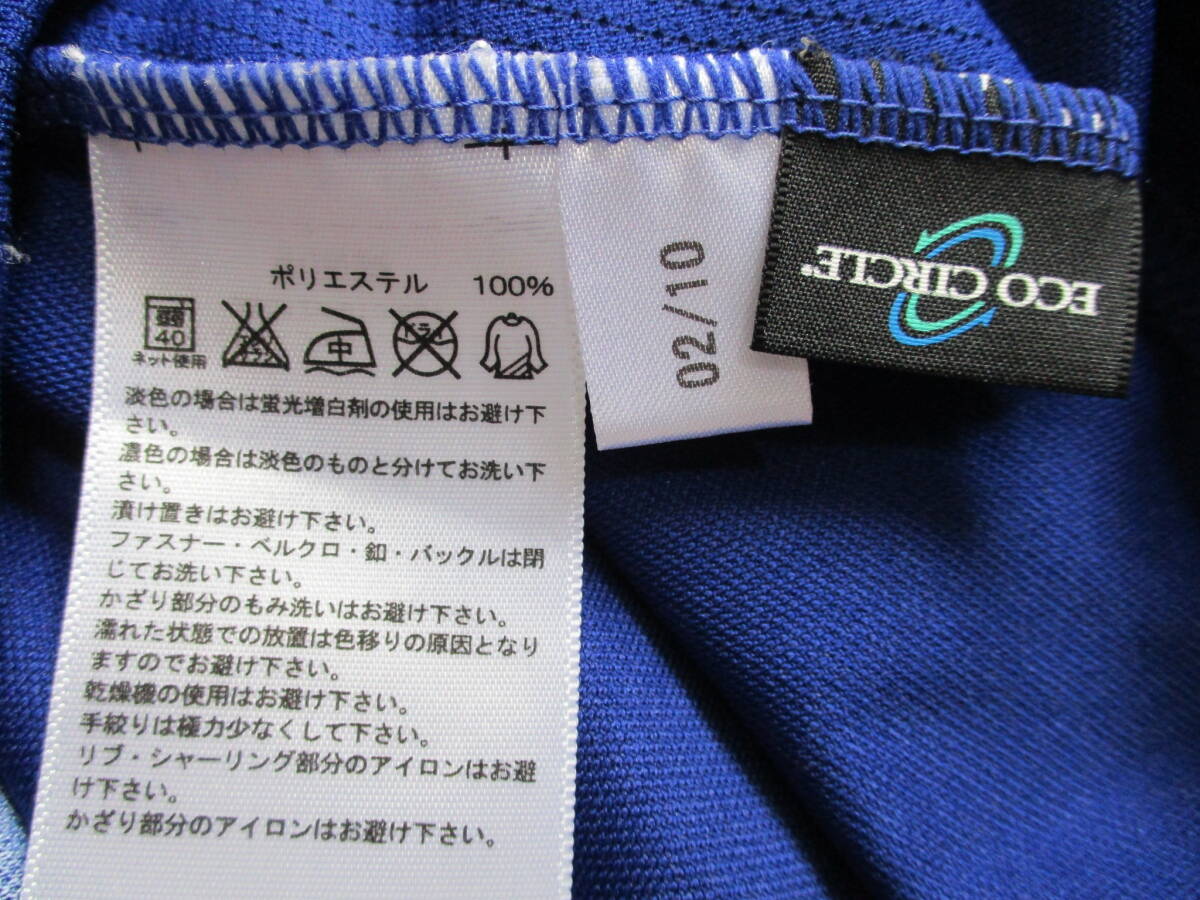 ポリエステル 100%
弱 40 エンソ 中 ドライ
ネット使用
淡色の場合は蛍光増白剤の使用はお避け下
さい。
濃色の場合は淡色のものと分けてお洗い下
さい。
漬け置きはお避け下さい。
ファスナー・ベルクロ・釦・バックルは閉
じてお洗い下さい。
かざり部分のもみ洗いはお避け下さい。
濡れた状態での放置は色移りの原因となり
ますのでお避け下さい。
乾燥機の使用はお避け下さい。
手絞りは極力少なくして下さい。
リブ・シャーリング部分のアイロンはお避
け下さい。
かざり部分のアイロンはお避け下さい。
02/10
ECO CIRCLE®